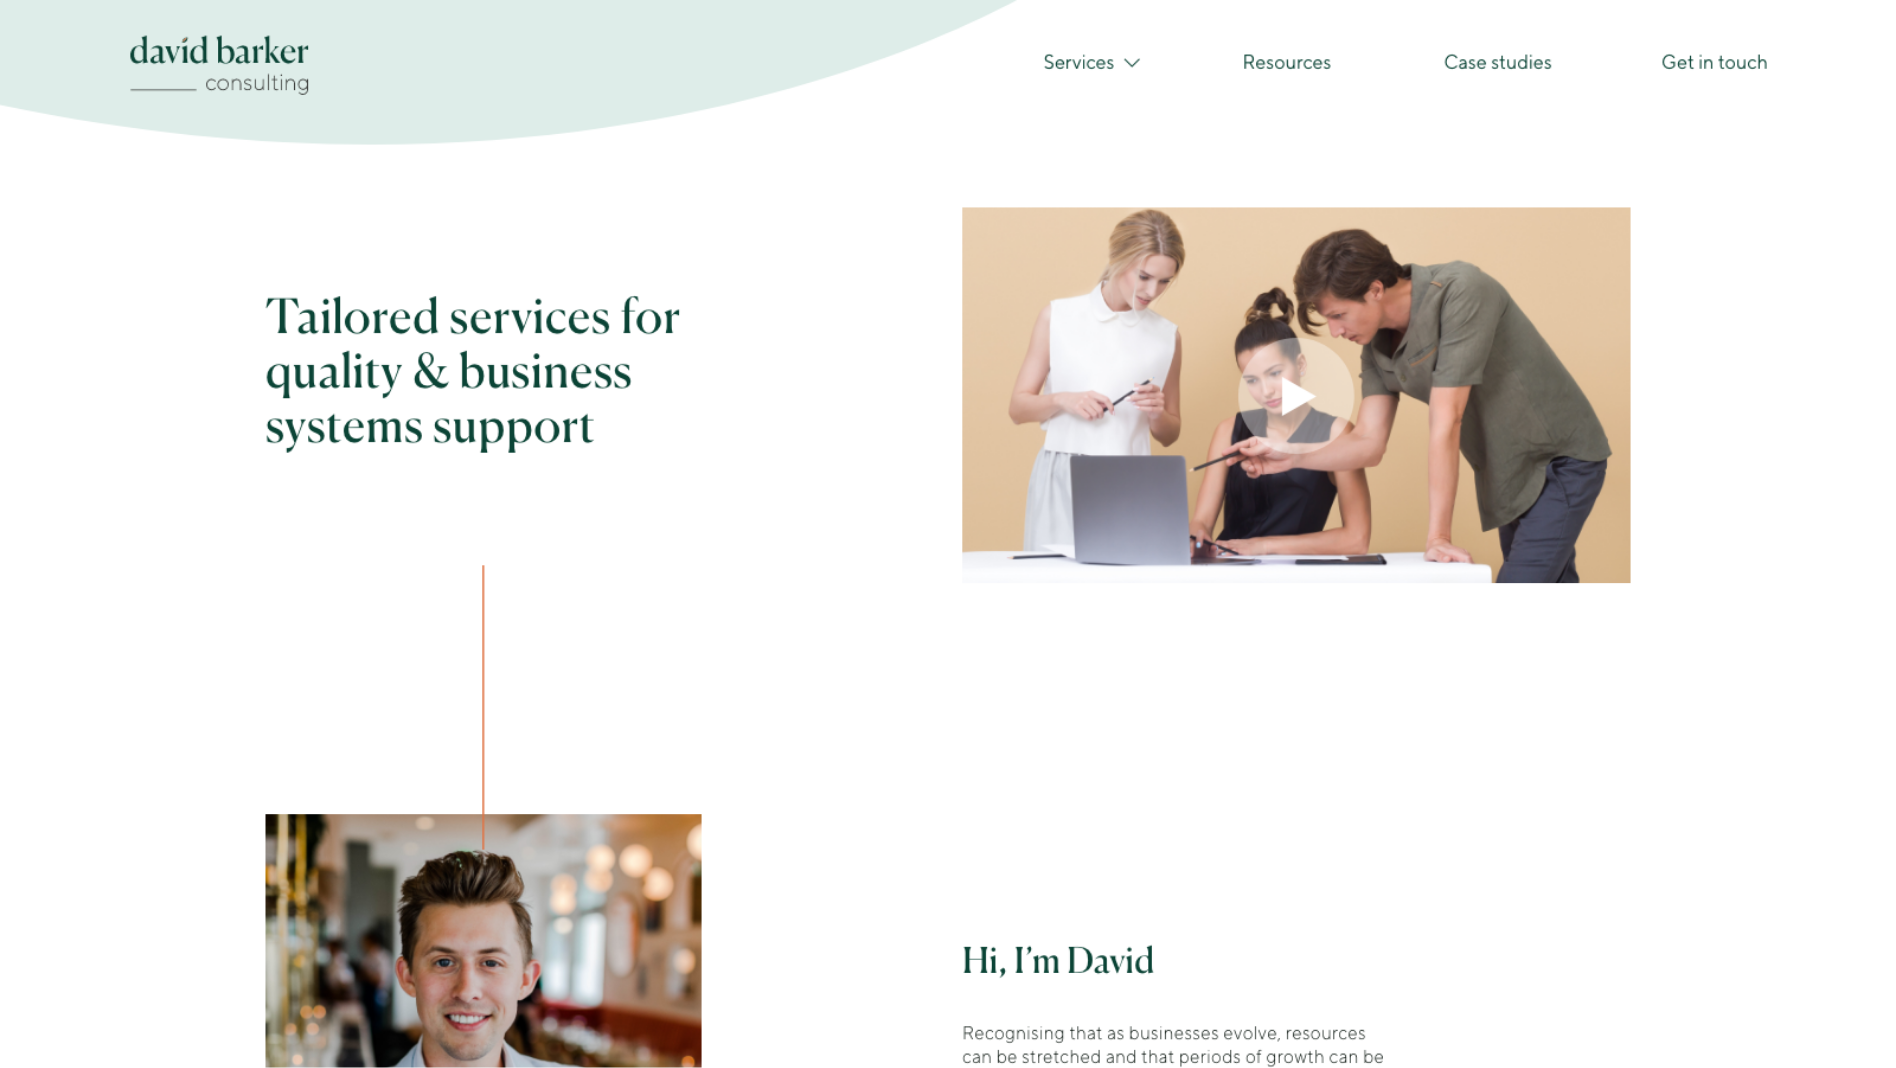 david barker
consulting
Services
Resources
Case studies
Get in touch
Tailored services for
quality & business
systems support
Hi, I’m David
Recognising that as businesses evolve, resources
can be stretched and that periods of growth can be